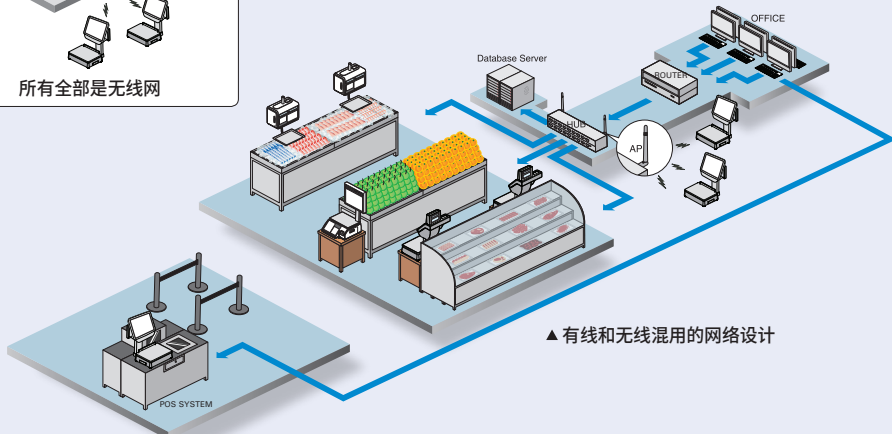 所有全部是无线网
OFFICE
Database Server
ROUTER
HUB
AP
▲有线和无线混用的网络设计
POS SYSTEM